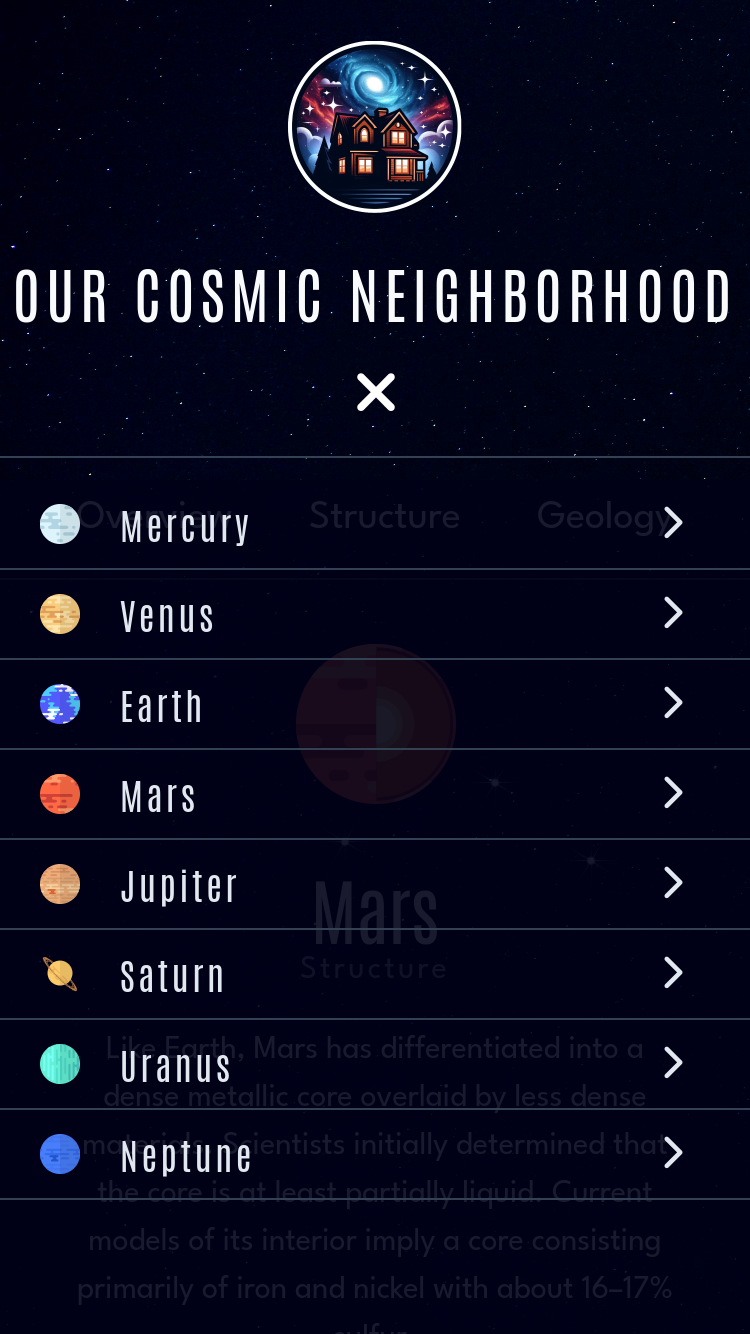 OUR COSMIC NEIGHBORHOOD
Overview Structure Geology
Mercury
Venus
Earth
Mars
Jupiter
Mars
Saturn
Structure
Like Earth, Mars has differentiated into a
Uranus
dense metallic core overlaid by less dense
materials. Scientists initially determined that
Neptune
the core is at least partially liquid. Current
models of its interior imply a core consisting
primarily of iron and nickel with about 16–17%
sulfur.